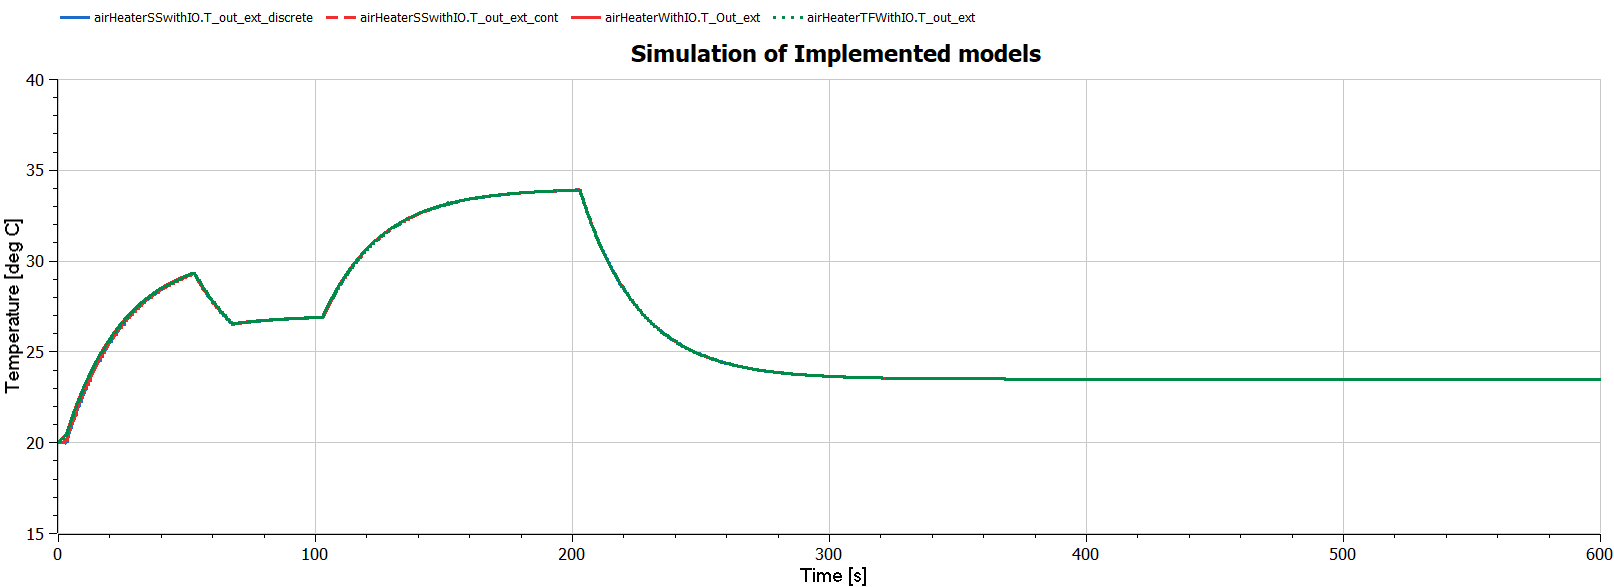 airHeaterSSwithIO.T_out_ext_discrete airHeaterSSwithIO.T_out_ext_cont airHeaterWithIO.T_Out_ext airHeaterTFWithIO.T_out_ext
Simulation of Implemented models
Temperature [deg C]
40
35
30
25
20
15
0 100 200 300 400 500 600
Time [s]